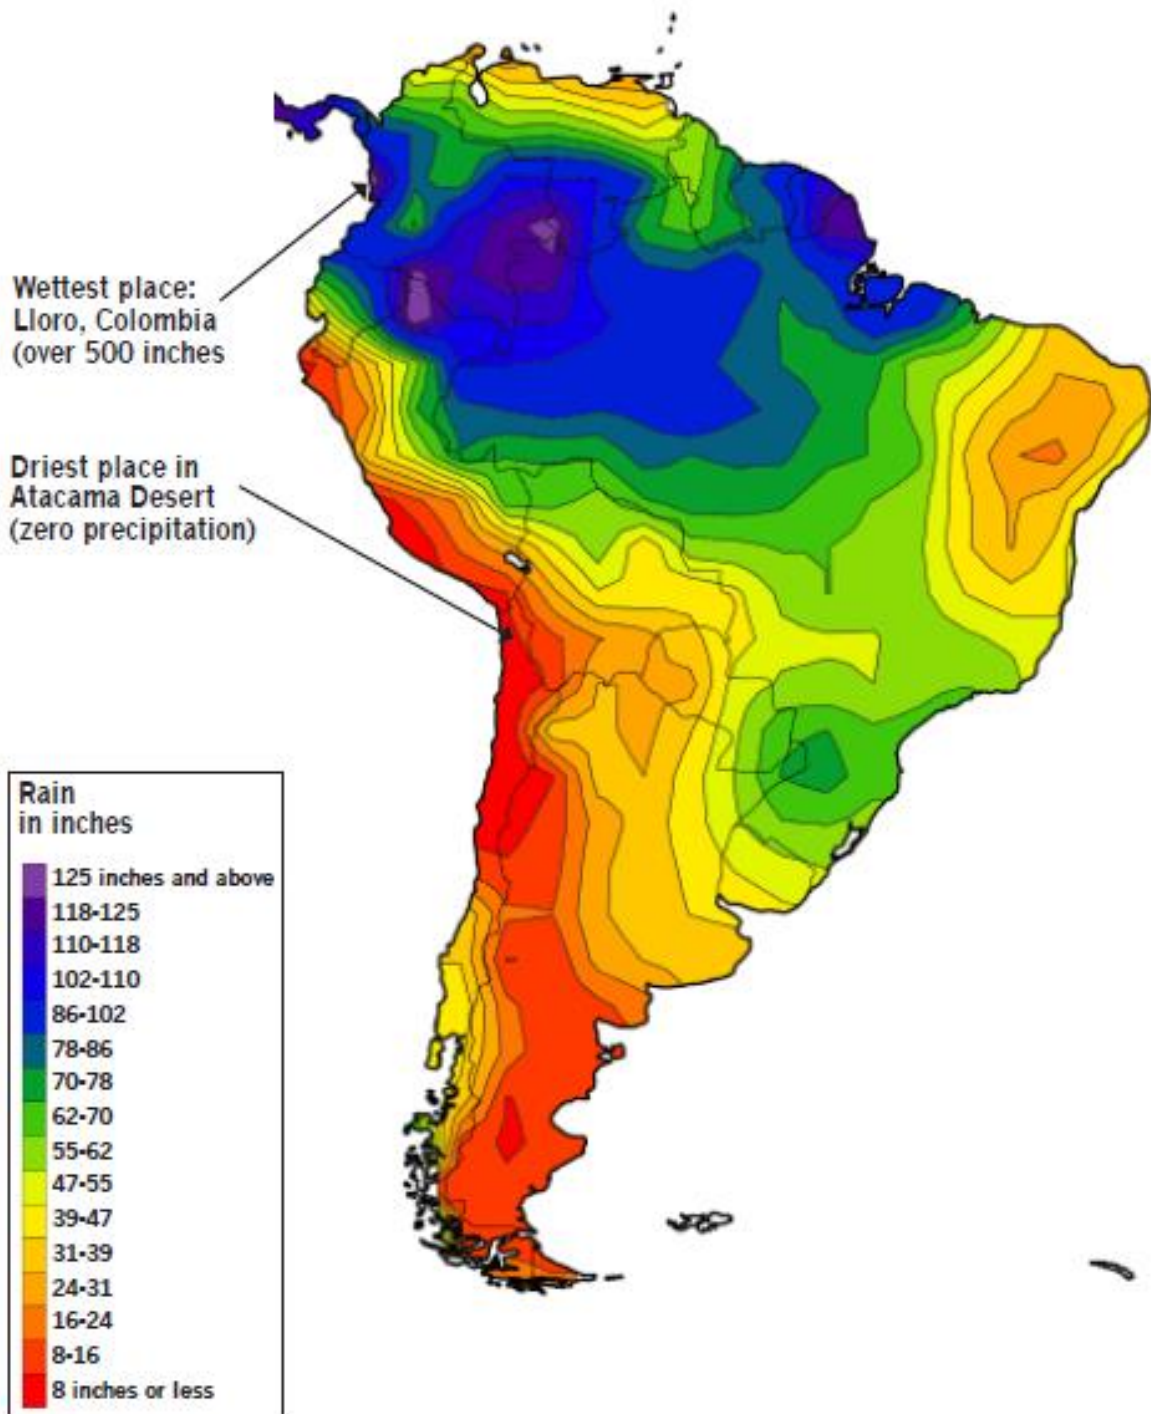 Wettest place:
Lloro, Colombia
(over 500 inches
Driest place in
Atacama Desert
(zero precipitation)
Rain
in inches
125 inches and above
118-125
110-118
102-110
86-102
78-86
70-78
62-70
55-62
47-55
39-47
31-39
24-31
16-24
8-16
8 inches or less